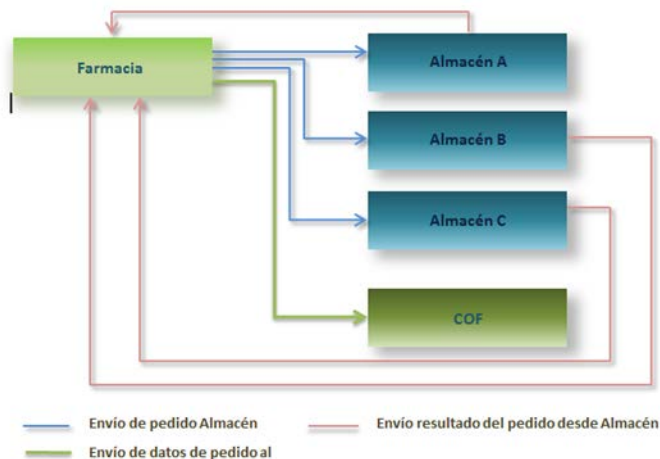 Farmacia
Almacén A
Almacén B
Almacén C
COF
Envío de pedido Almacén
Envío resultado del pedido desde Almacén
Envío de datos de pedido al